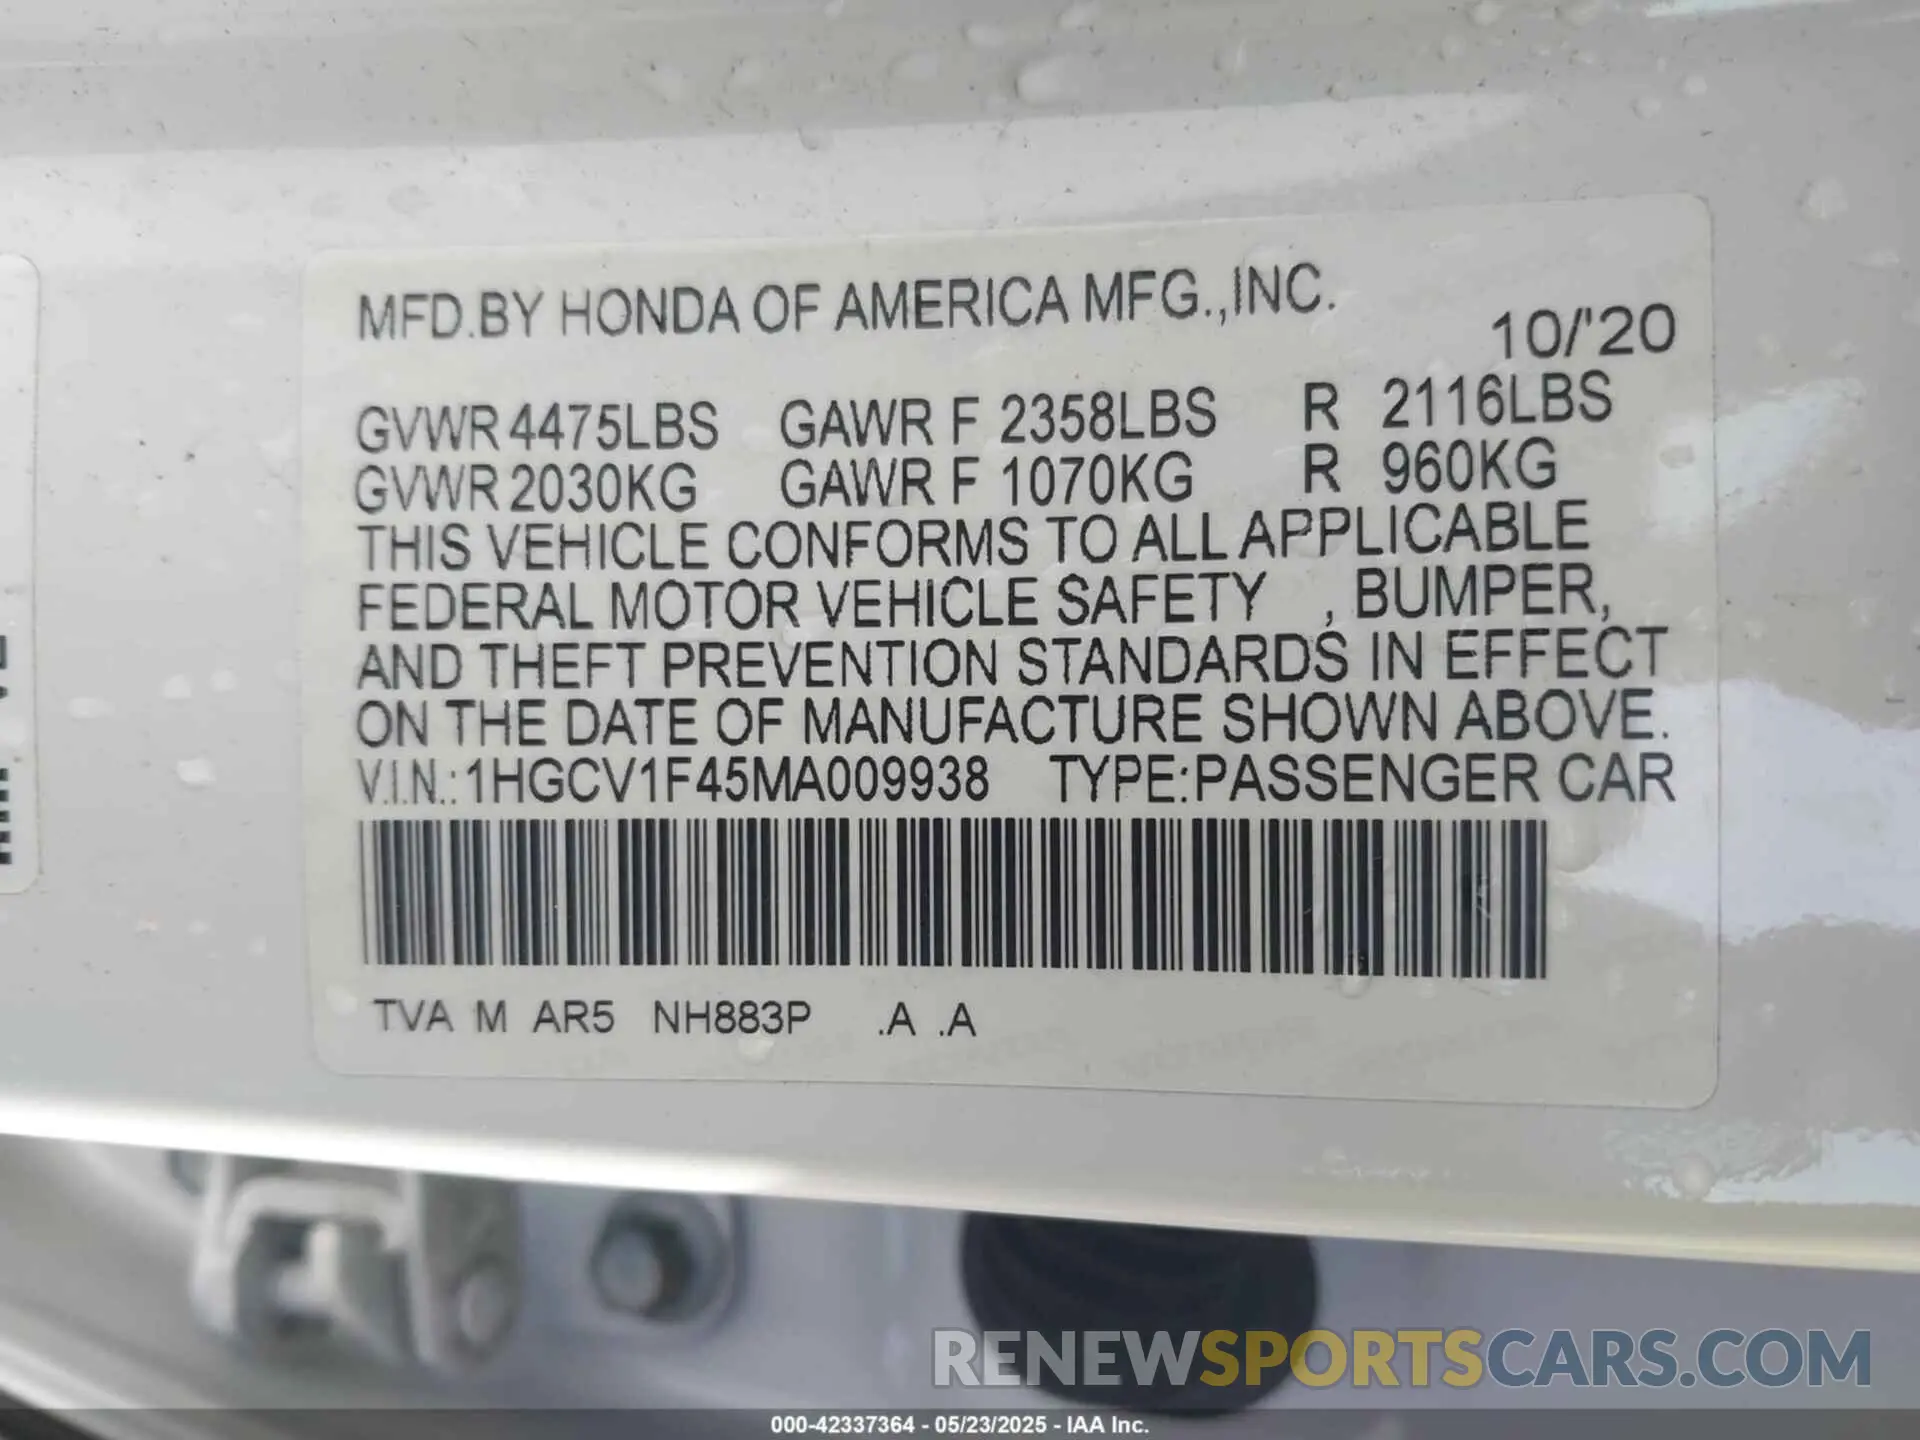 MFD.BY HONDA OF AMERICA MFG.,INC.
10/'20
GVWR 4475LBS GAWR F 2358LBS R 2116LBS
GVWR 2030KG GAWR F 1070KG R 960KG
THIS VEHICLE CONFORMS TO ALL APPLICABLE
FEDERAL MOTOR VEHICLE SAFETY , BUMPER,
AND THEFT PREVENTION STANDARDS IN EFFECT
ON THE DATE OF MANUFACTURE SHOWN ABOVE.
V.I.N.: 1HGCV1F45MA009938 TYPE:PASSENGER CAR
TVA M AR5 NH883P .A .A
RENEWSPORTSCARS.COM
000-42337364 - 05/23/2025 - IAA Inc.